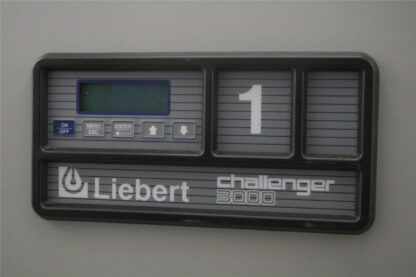 1
ON
OFF
MENU
ESC
ENTER
Liebert
challenger
3000